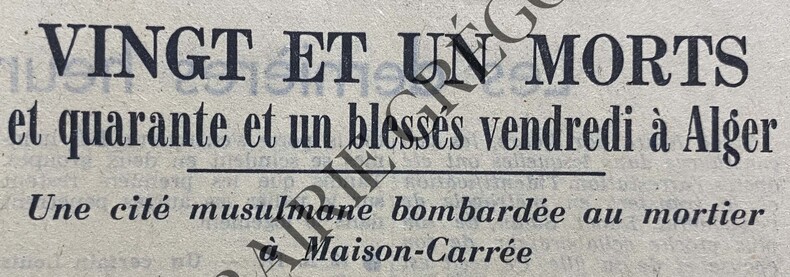 VINGT ET UN MORTS
et quarante et un blessés vendredi à Alger
Une cité musulmane bombardée au mortier
à Maison-Carrée